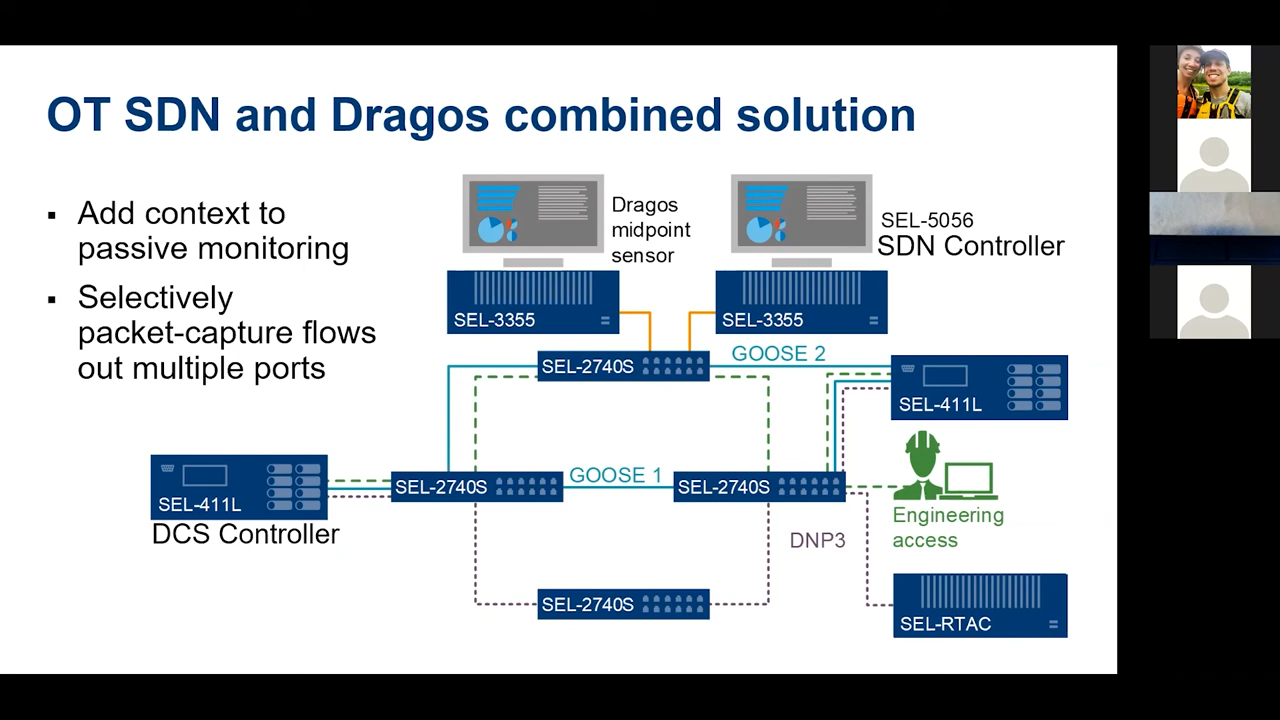 OT SDN and Dragos combined solution
Add context to
passive monitoring
Selectively
packet-capture flows
out multiple ports
Dragos
midpoint
sensor
SEL-5056
SDN Controller
SEL-3355
SEL-3355
SEL-2740S
GOOSE 2
SEL-411L
SEL-411L
DCS Controller
SEL-2740S
GOOSE 1
SEL-2740S
Engineering
access
DNP3
SEL-2740S
SEL-RTAC